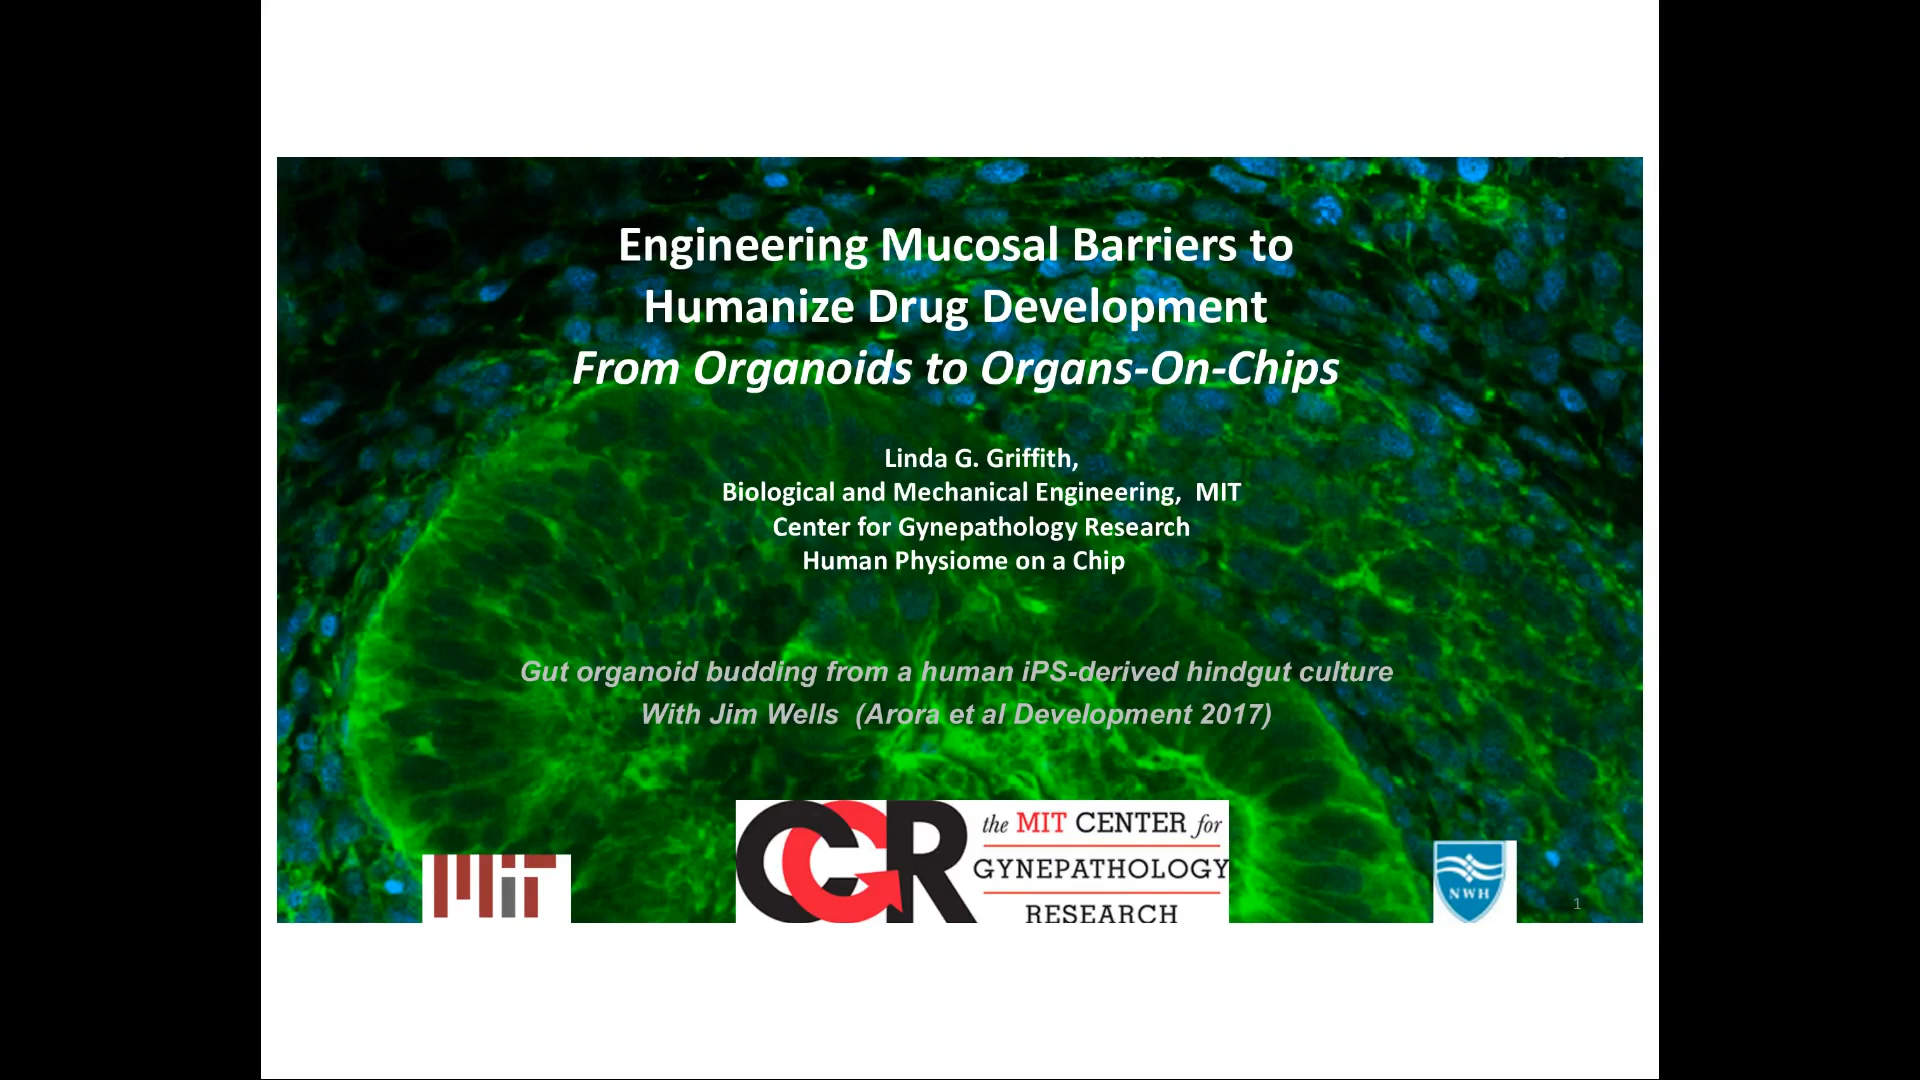 Engineering Mucosal Barriers to
Humanize Drug Development
From Organoids to Organs-On-Chips
Linda G. Griffith,
Biological and Mechanical Engineering, MIT
Center for Gynepathology Research
Human Physiome on a Chip
Gut organoid budding from a human iPS-derived hindgut culture
With Jim Wells (Arora et al Development 2017)
MIT
CGR
the MIT CENTER for
GYNEPATHOLOGY
RESEARCH
NWH
1